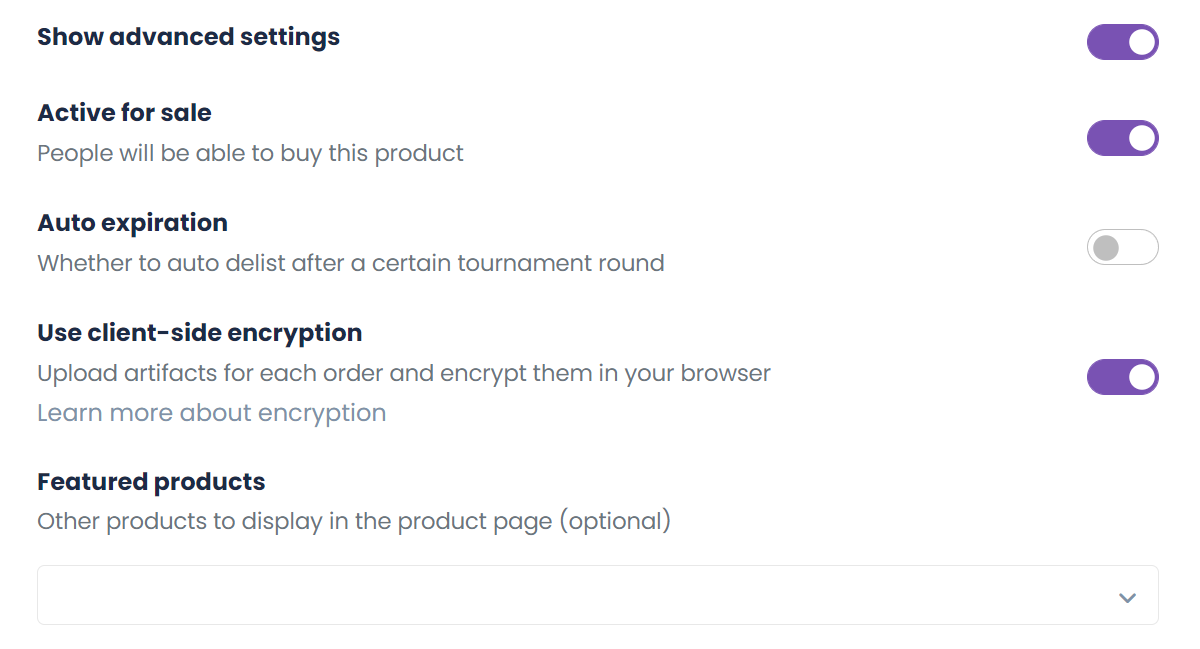 Show advanced settings
Active for sale
People will be able to buy this product
Auto expiration
Whether to auto delist after a certain tournament round
Use client-side encryption
Upload artifacts for each order and encrypt them in your browser
Learn more about encryption
Featured products
Other products to display in the product page (optional)